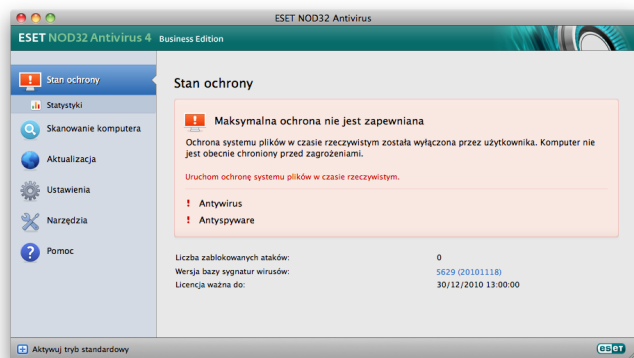 ESET NOD32 Antivirus
ESET NOD32 Antivirus 4 Business Edition
Stan ochrony
Statystyki
Skanowanie komputera
Aktualizacja
Ustawienia
Narzędzia
Pomoc
Stan ochrony
Maksymalna ochrona nie jest zapewniana
Ochrona systemu plików w czasie rzeczywistym została wyłączona przez użytkownika. Komputer nie
jest obecnie chroniony przed zagrożeniami.
Uruchom ochronę systemu plików w czasie rzeczywistym.
! Antywirus
! Antyspyware
Liczba zablokowanych ataków: 0
Wersja bazy sygnatur wirusów: 5629 (20101118)
Licencja ważna do: 30/12/2010 13:00:00
Aktywuj tryb standardowy
eset